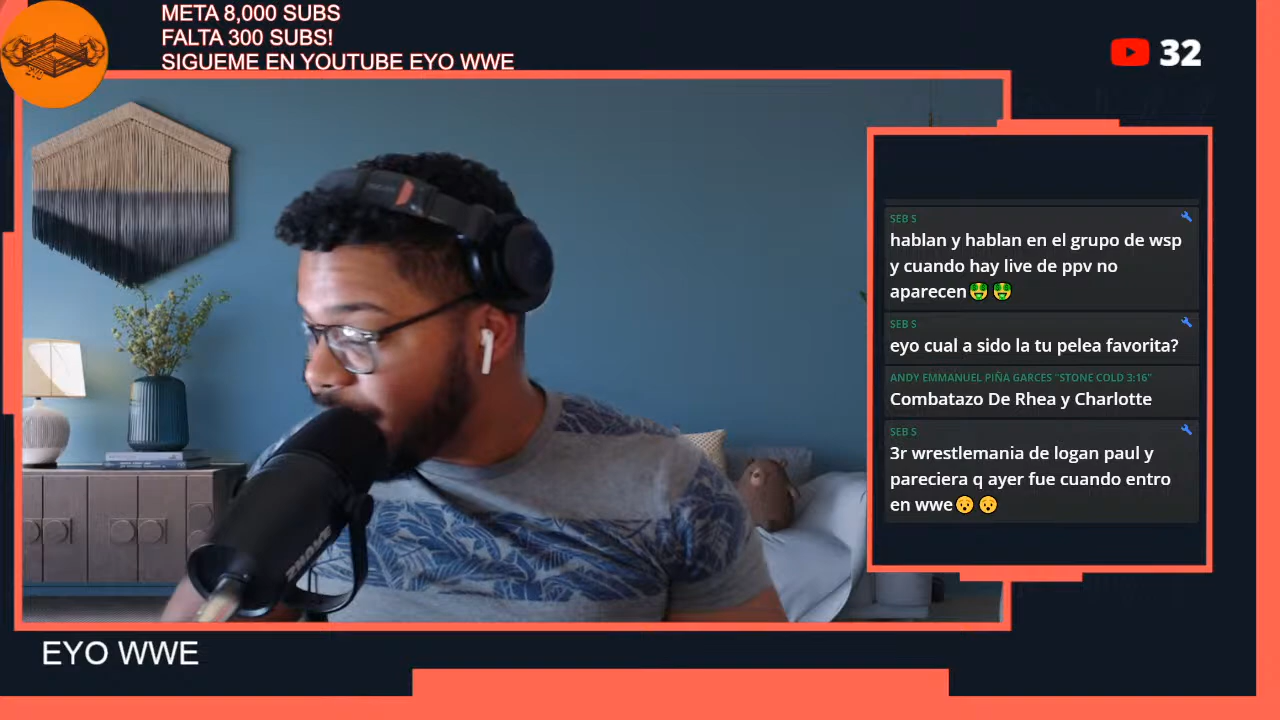 META 8,000 SUBS
FALTA 300 SUBS!
SIGUEME EN YOUTUBE EYO WWE
32
SEB S
hablan y hablan en el grupo de wsp
y cuando hay live de ppv no
aparecen🤑 🤑
SEB S
eyo cual a sido la tu pelea favorita?
ANDY EMMANUEL PIÑA GARCES "STONE COLD 3:16"
Combatazo De Rhea y Charlotte
SEB S
3r wrestlemania de logan paul y
pareciera q ayer fue cuando entro
en wwe😯 😯
EYO WWE